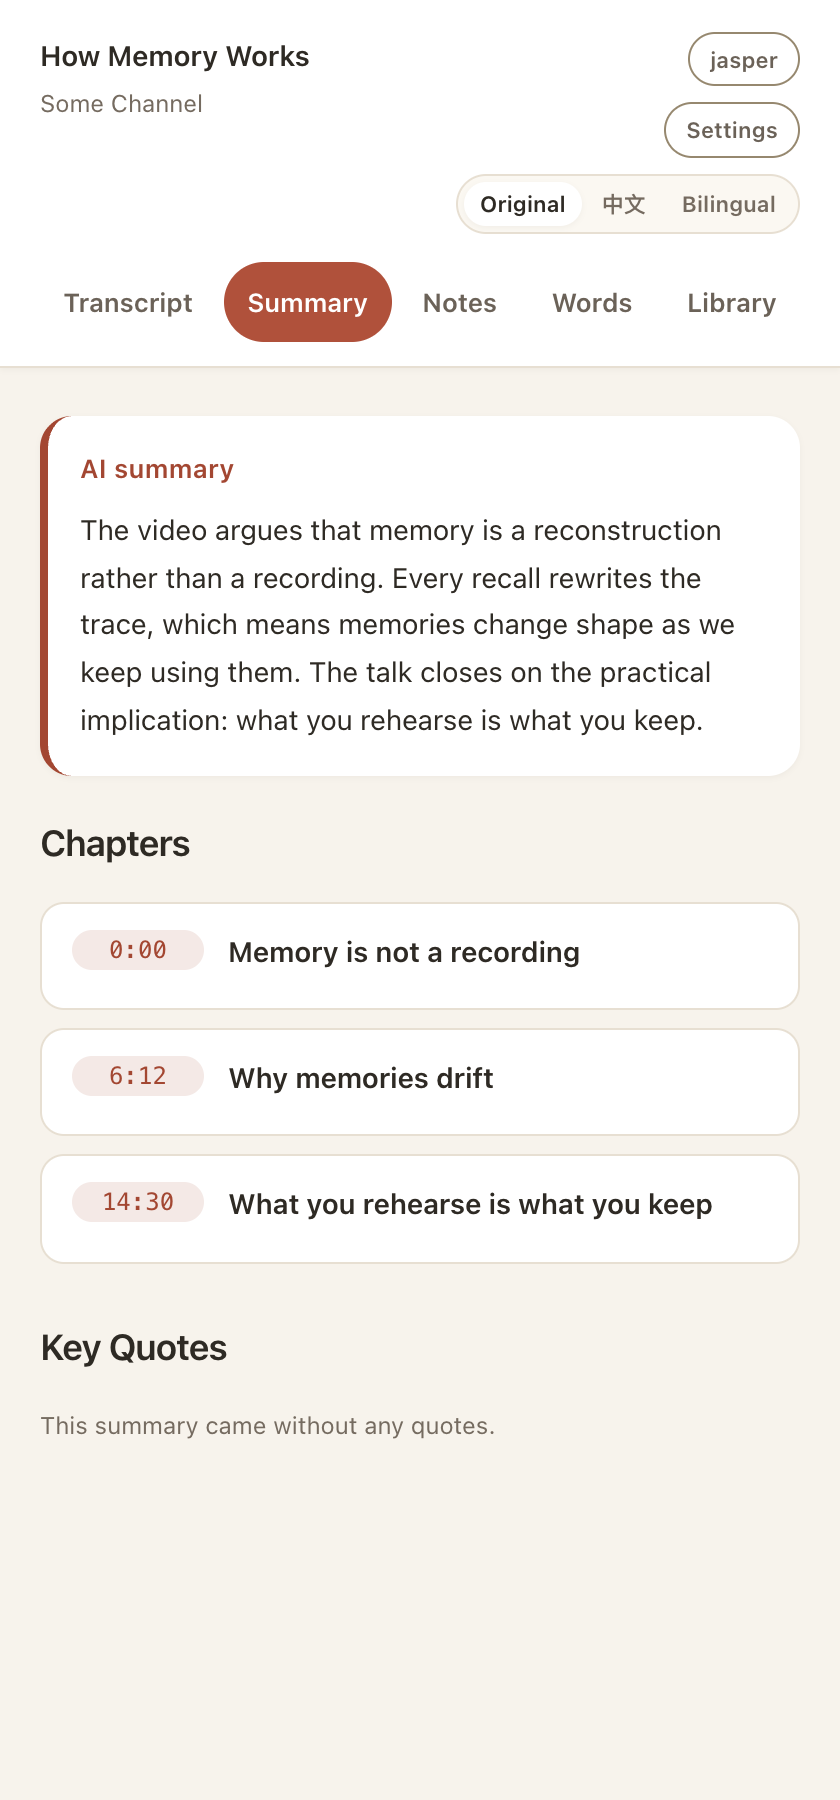 How Memory Works
Some Channel
jasper
Settings
Original 中文 Bilingual
Transcript Summary Notes Words Library
AI summary
The video argues that memory is a reconstruction
rather than a recording. Every recall rewrites the
trace, which means memories change shape as we
keep using them. The talk closes on the practical
implication: what you rehearse is what you keep.
Chapters
0:00 Memory is not a recording
6:12 Why memories drift
14:30 What you rehearse is what you keep
Key Quotes
This summary came without any quotes.